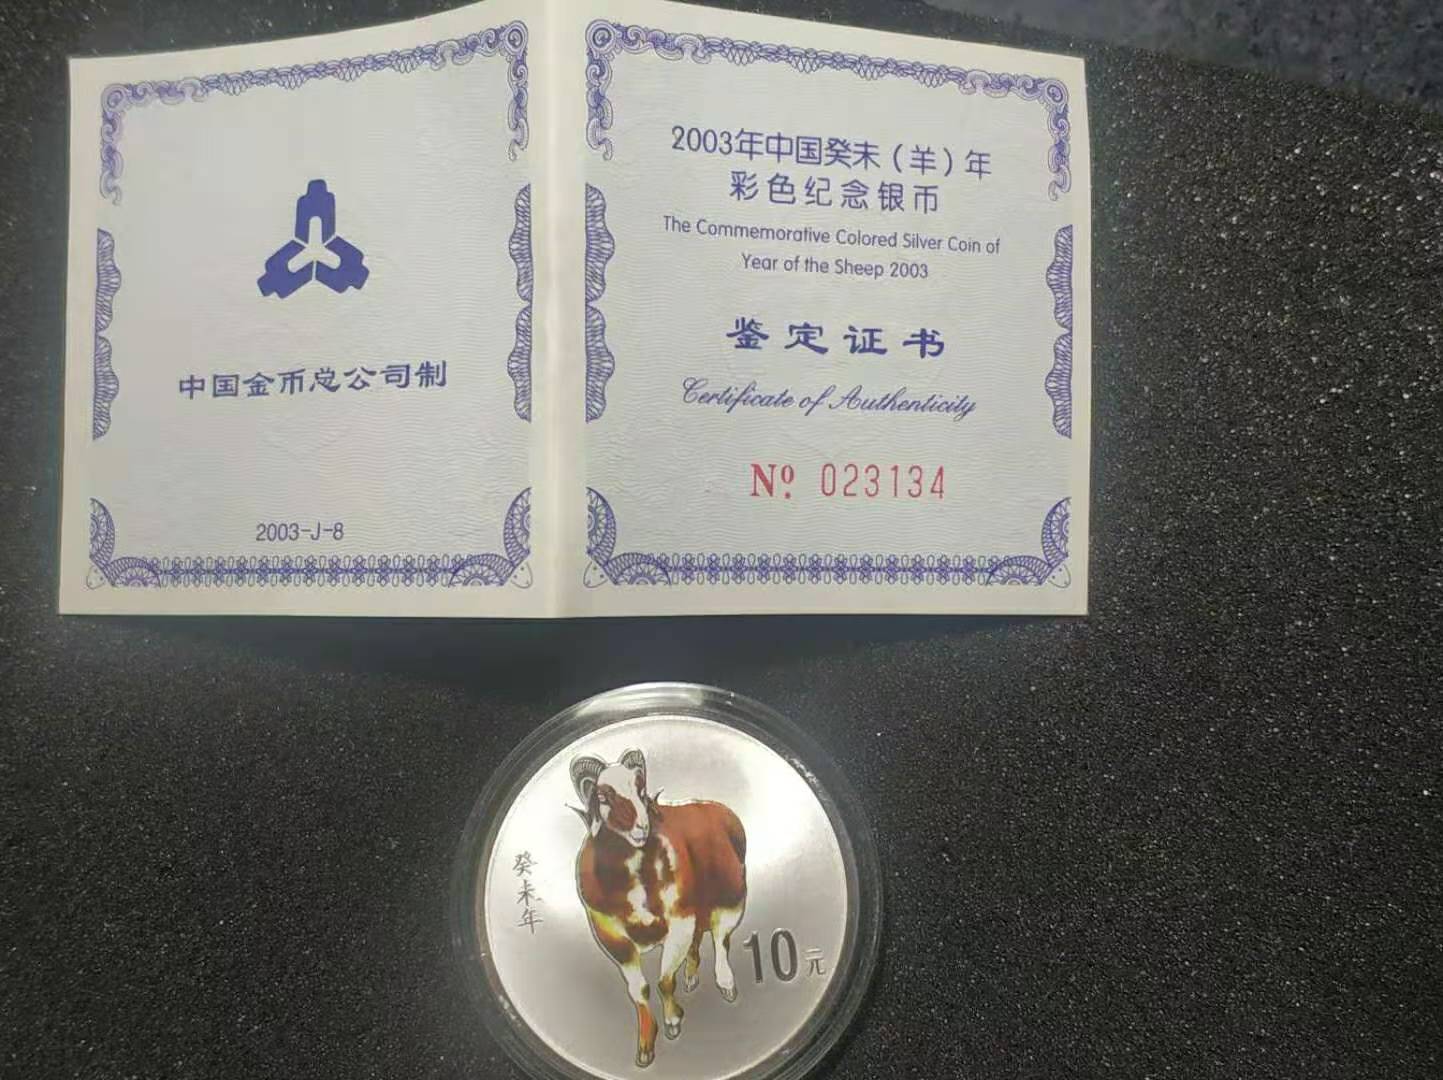 中国金币总公司制
2003-J-8
2003年中国癸未（羊）年
彩色纪念银币
The Commemorative Colored Silver Coin of
Year of the Sheep 2003
鉴定证书
Certificate of Authenticity
Nº 023134
癸未年
10元